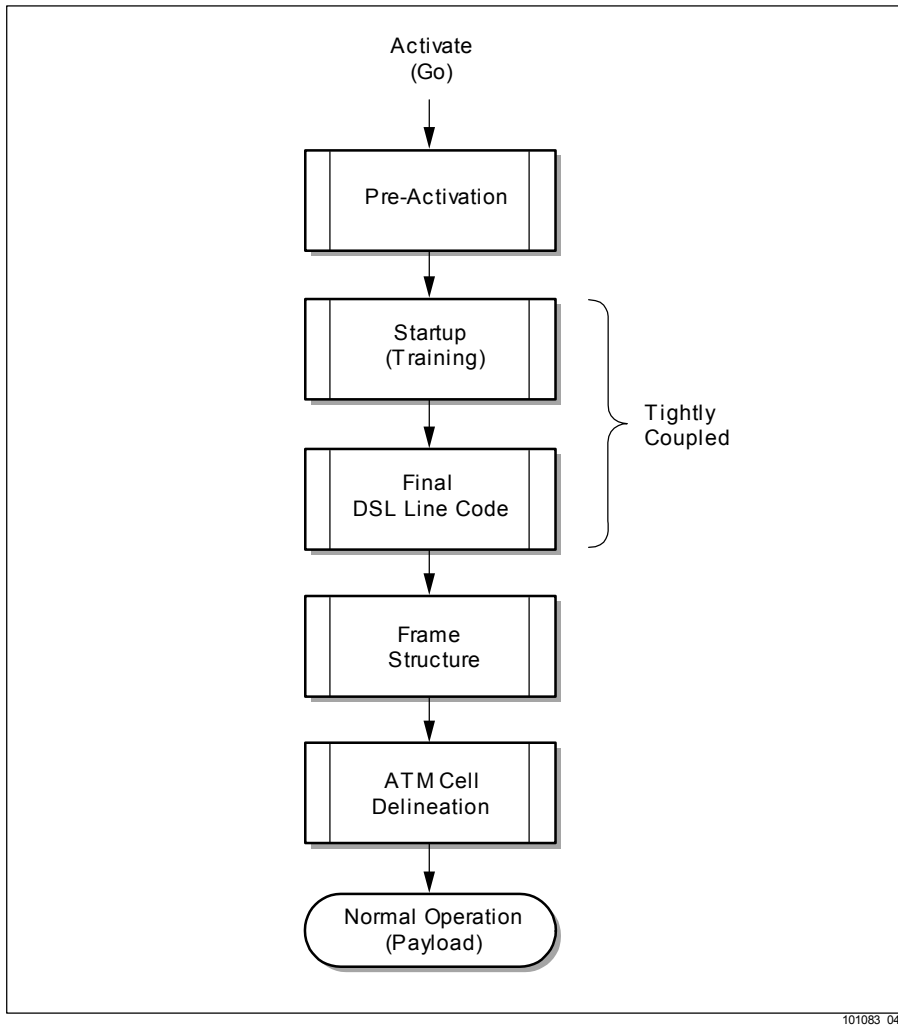 Activate
(Go)
Pre-Activation
Startup
(Training)
Tightly
Coupled
Final
DSL Line Code
Frame
Structure
ATM Cell
Delineation
Normal Operation
(Payload)
101083_04